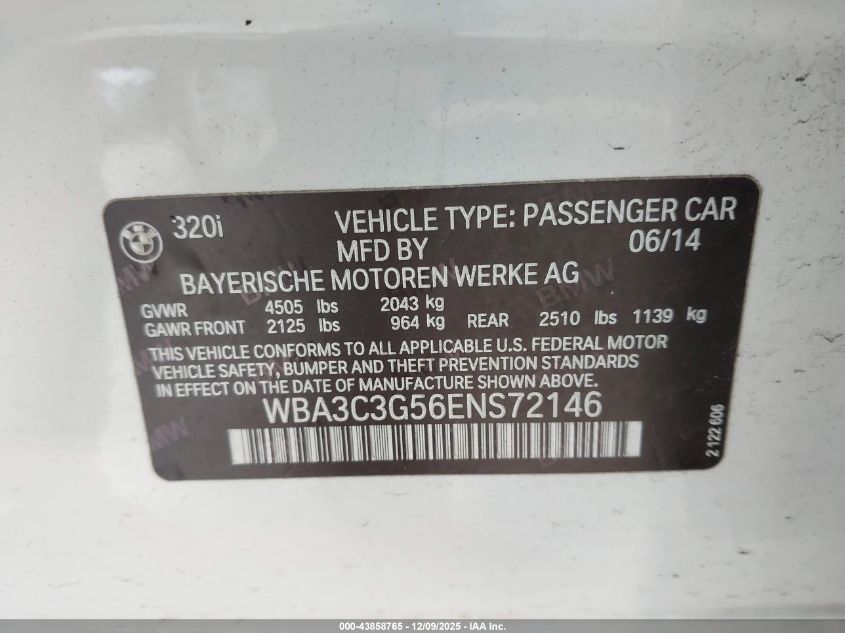 320i VEHICLE TYPE: PASSENGER CAR
MFD BY 06/14
BAYERISCHE MOTOREN WERKE AG
GVWR 4505 lbs 2043 kg
GAWR FRONT 2125 lbs 964 kg REAR 2510 lbs 1139 kg
THIS VEHICLE CONFORMS TO ALL APPLICABLE U.S. FEDERAL MOTOR
VEHICLE SAFETY, BUMPER AND THEFT PREVENTION STANDARDS
IN EFFECT ON THE DATE OF MANUFACTURE SHOWN ABOVE.
WBA3C3G56ENS72146
2 122 606
000-43858765 - 12/09/2025 - IAA Inc.